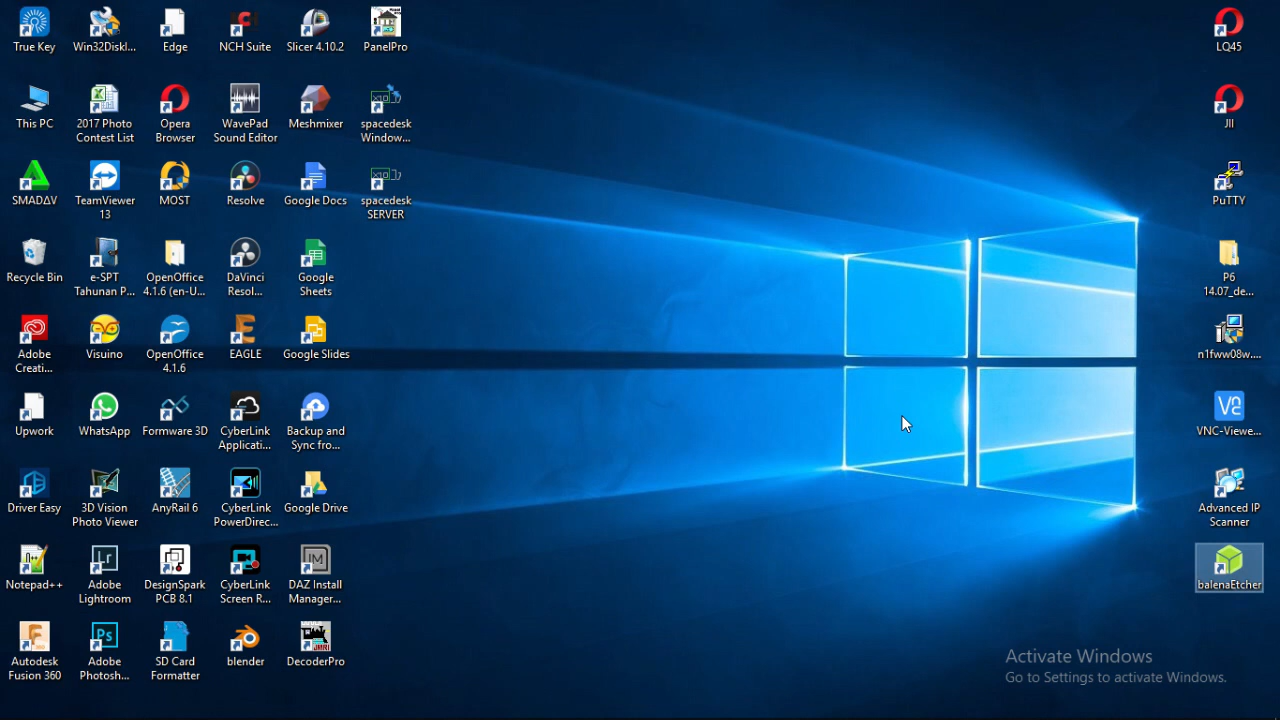 True Key
Win32DiskI...
Edge
NCH Suite
Slicer 4.10.2
PanelPro
LQ45
This PC
2017 Photo
Contest List
Opera
Browser
WavePad
Sound Editor
Meshmixer
spacedesk
Window...
JII
SMADΔV
TeamViewer
13
MOST
Resolve
Google Docs
spacedesk
SERVER
PuTTY
Recycle Bin
e-SPT
Tahunan P...
OpenOffice
4.1.6 (en-U...
DaVinci
Resol...
Google
Sheets
P6
14.07_de...
Adobe
Creati...
Visuino
OpenOffice
4.1.6
EAGLE
Google Slides
n1fww08w....
Upwork
WhatsApp
Formware 3D
CyberLink
Applicati...
Backup and
Sync fro...
VNC-Viewe...
Driver Easy
3D Vision
Photo Viewer
AnyRail 6
CyberLink
PowerDirec...
Google Drive
Advanced IP
Scanner
Notepad++
Adobe
Lightroom
DesignSpark
PCB 8.1
CyberLink
Screen R...
DAZ Install
Manager...
balenaEtcher
Autodesk
Fusion 360
Adobe
Photosh...
SD Card
Formatter
blender
DecoderPro
Activate Windows
Go to Settings to activate Windows.